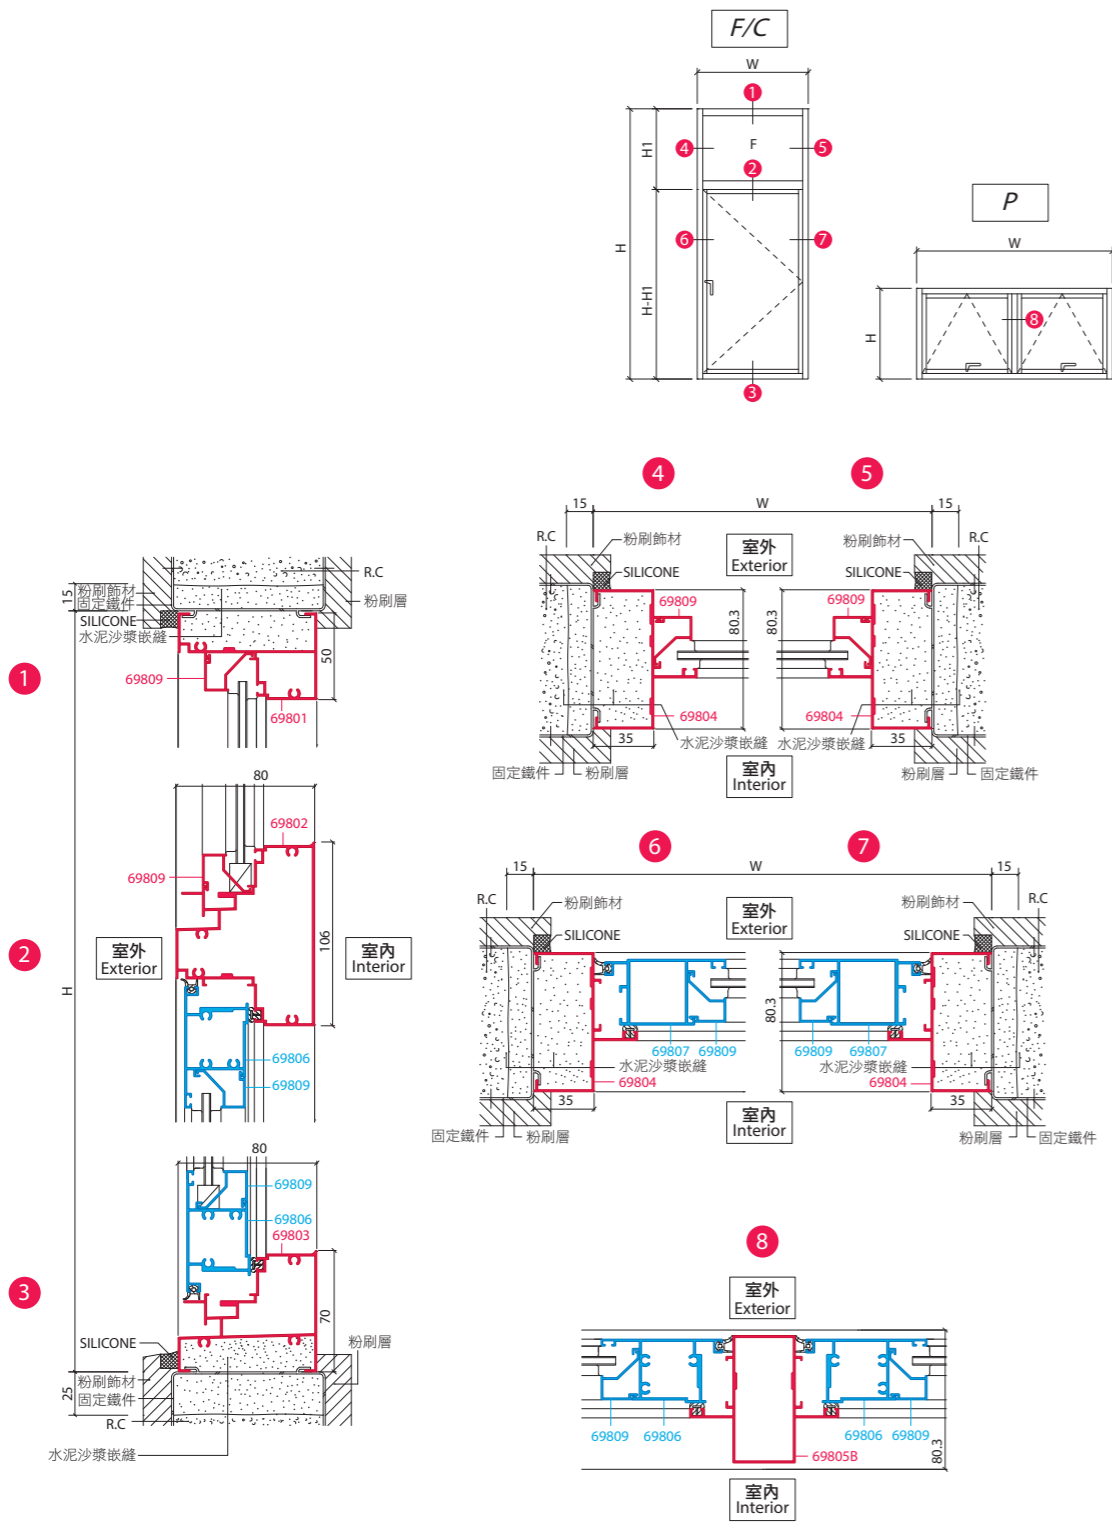 F/C
W
1
H1
4
F
5
2
H
6
7
H-H1
3
P
W
H
8
4
5
15
W
15
R.C
粉刷飾材
室外
Exterior
粉刷飾材
R.C
SILICONE
SILICONE
69809
80.3
80.3
69809
69804
69804
35
水泥沙漿嵌縫
水泥沙漿嵌縫
35
固定鐵件
粉刷層
室內
Interior
粉刷層
固定鐵件
1
15
粉刷飾材
固定鐵件
SILICONE
水泥沙漿嵌縫
R.C
粉刷層
50
69809
69801
H
2
80
69802
69809
室外
Exterior
106
室內
Interior
69806
69809
6
7
15
W
15
R.C
粉刷飾材
室外
Exterior
粉刷飾材
R.C
SILICONE
SILICONE
80.3
69807
69809
69809
69807
水泥沙漿嵌縫
水泥沙漿嵌縫
69804
69804
35
35
固定鐵件
粉刷層
室內
Interior
粉刷層
固定鐵件
3
80
69809
69806
69803
70
SILICONE
粉刷層
粉刷飾材
固定鐵件
25
R.C
水泥沙漿嵌縫
8
室外
Exterior
69809
69806
69806
69809
80.3
69805B
室內
Interior